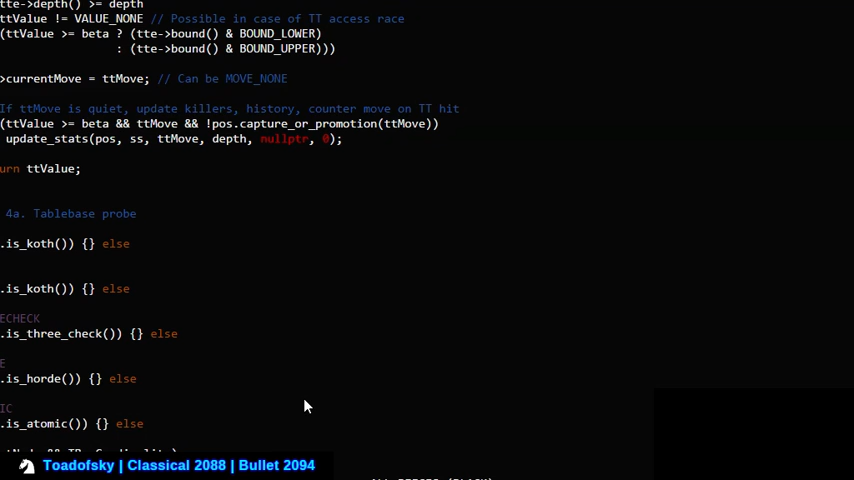 tte->depth() >= depth
ttValue != VALUE_NONE // Possible in case of TT access race
(ttValue >= beta ? (tte->bound() & BOUND_LOWER)
: (tte->bound() & BOUND_UPPER)))
>currentMove = ttMove; // Can be MOVE_NONE
If ttMove is quiet, update killers, history, counter move on TT hit
(ttValue >= beta && ttMove && !pos.capture_or_promotion(ttMove))
update_stats(pos, ss, ttMove, depth, nullptr, 0);
urn ttValue;
4a. Tablebase probe
.is_koth()) {} else
.is_koth()) {} else
ECHECK
.is_three_check()) {} else
E
.is_horde()) {} else
IC
.is_atomic()) {} else
Toadofsky | Classical 2088 | Bullet 2094